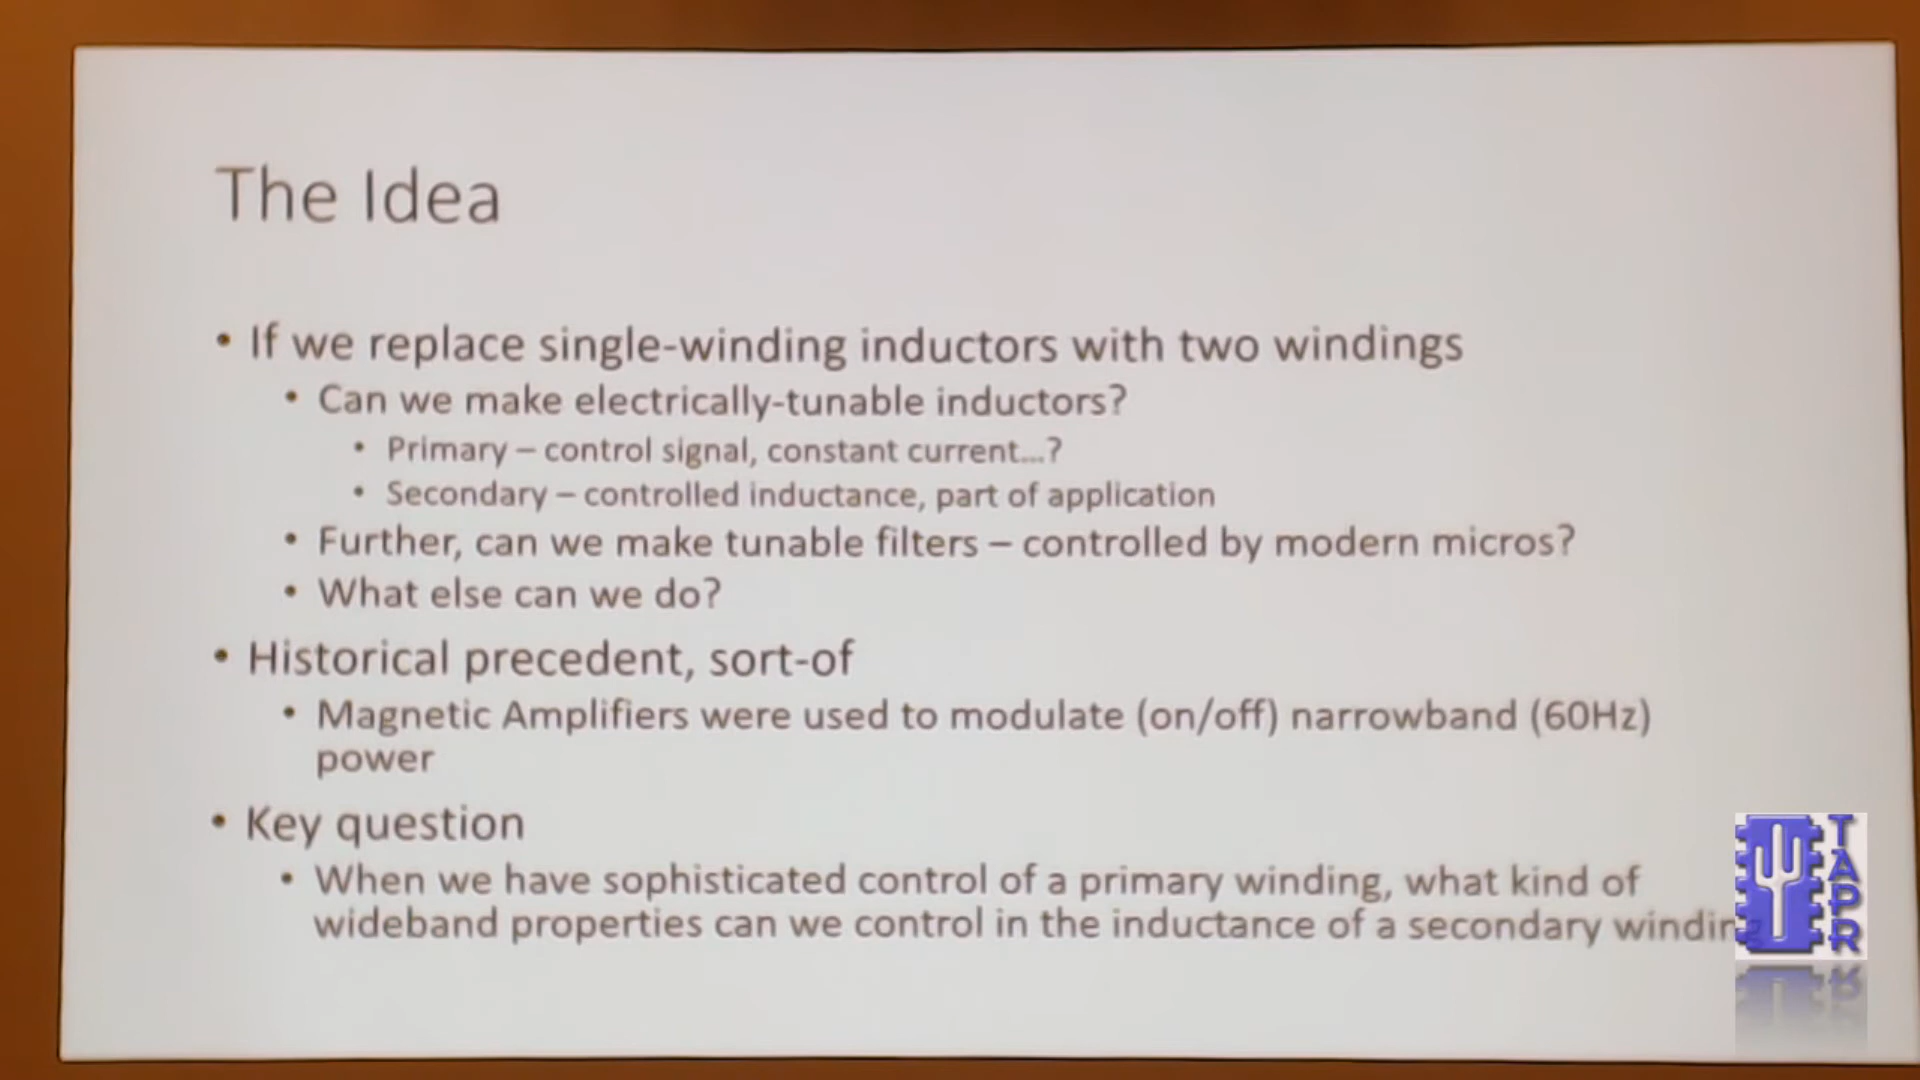 The Idea
• If we replace single-winding inductors with two windings
• Can we make electrically-tunable inductors?
• Primary – control signal, constant current...?
• Secondary – controlled inductance, part of application
• Further, can we make tunable filters – controlled by modern micros?
• What else can we do?
• Historical precedent, sort-of
• Magnetic Amplifiers were used to modulate (on/off) narrowband (60Hz)
power
• Key question
• When we have sophisticated control of a primary winding, what kind of
wideband properties can we control in the inductance of a secondary winding
TAPR